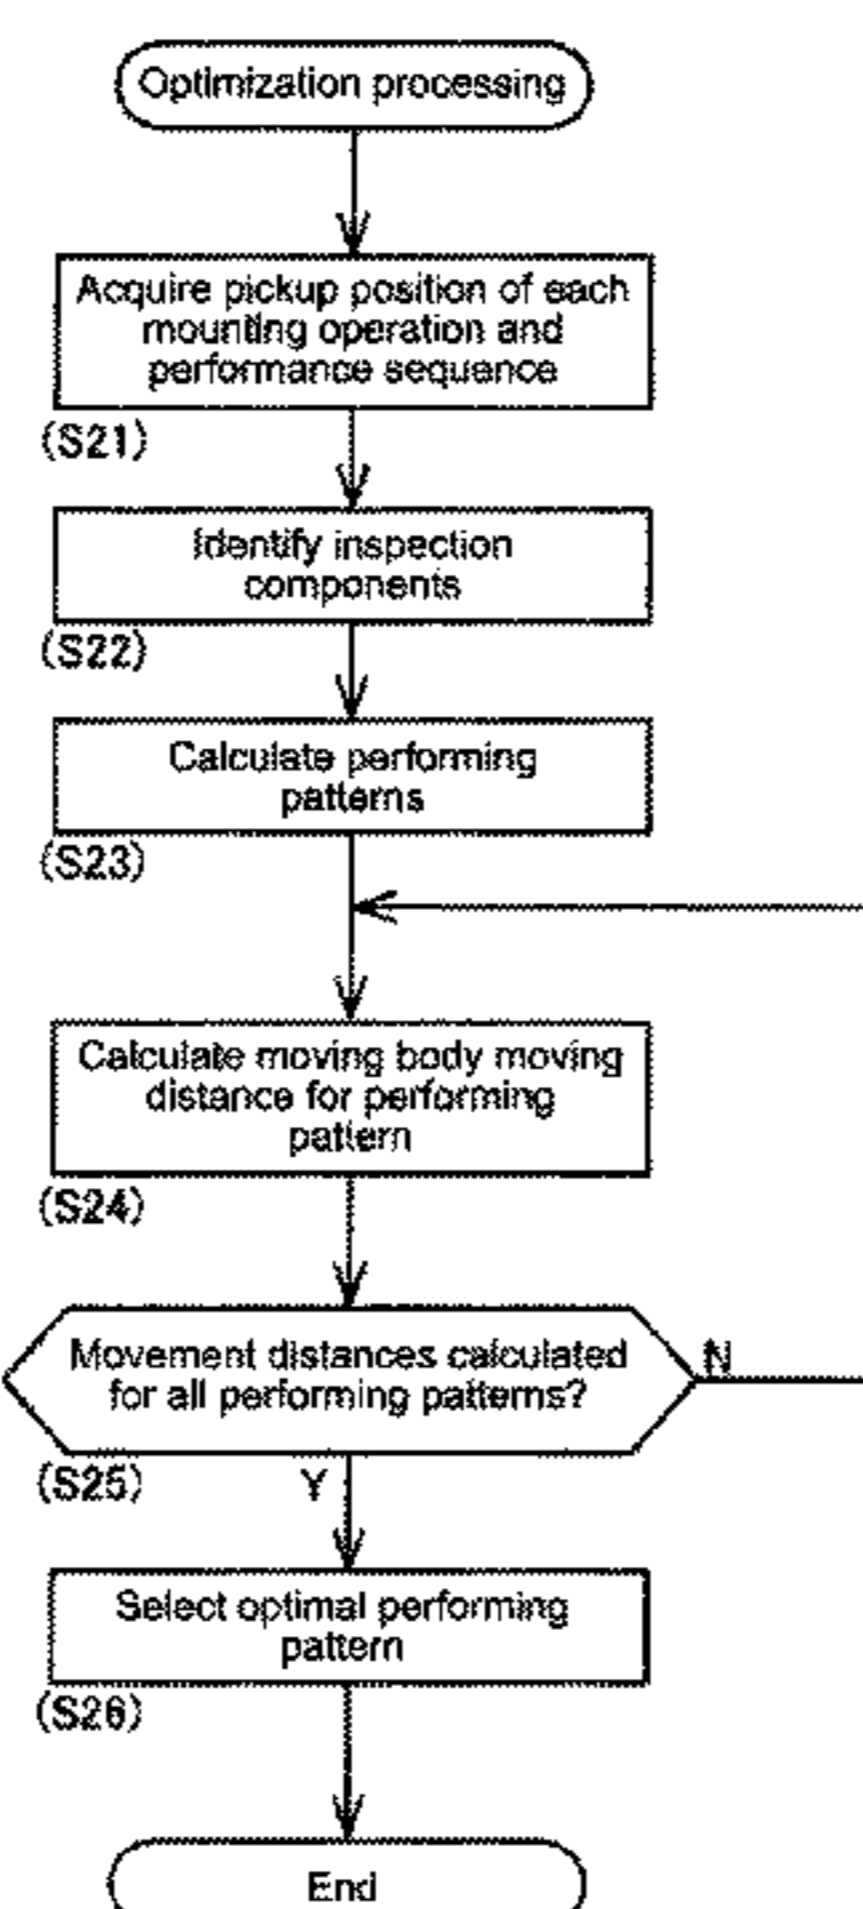 Optimization processing
Acquire pickup position of each
mounting operation and
performance sequence
(S21)
Identify inspection
components
(S22)
Calculate performing
patterns
(S23)
Calculate moving body moving
distance for performing
pattern
(S24)
Movement distances calculated
for all performing patterns?
N
(S25)
Y
Select optimal performing
pattern
(S26)
End